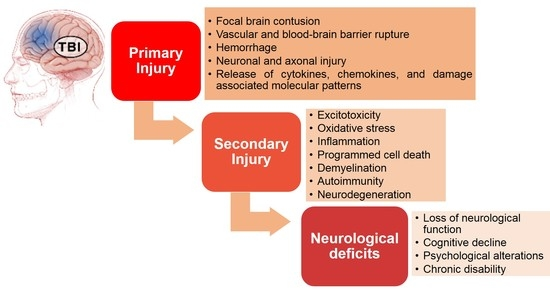 TBI
Primary
Injury
• Focal brain contusion
• Vascular and blood-brain barrier rupture
• Hemorrhage
• Neuronal and axonal injury
• Release of cytokines, chemokines, and damage
associated molecular patterns
Secondary
Injury
• Excitotoxicity
• Oxidative stress
• Inflammation
• Programmed cell death
• Demyelination
• Autoimmunity
• Neurodegeneration
Neurological
deficits
• Loss of neurological
function
• Cognitive decline
• Psychological alterations
• Chronic disability